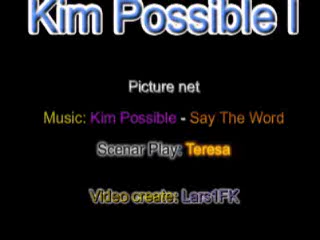 Kim Possible I
Picture net
Music: Kim Possible - Say The Word
Scenar Play: Teresa
Video create: Lars1FK